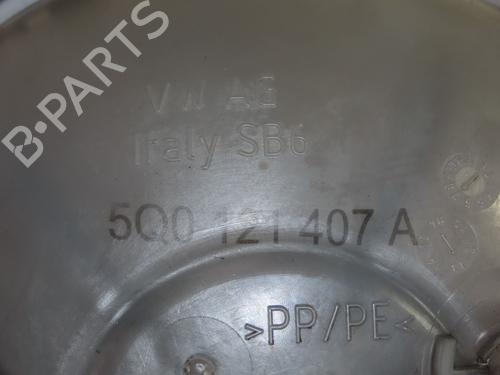 B-PARTS
VW AG
Italy SB6
5Q0 121 407 A
>PP/PE<